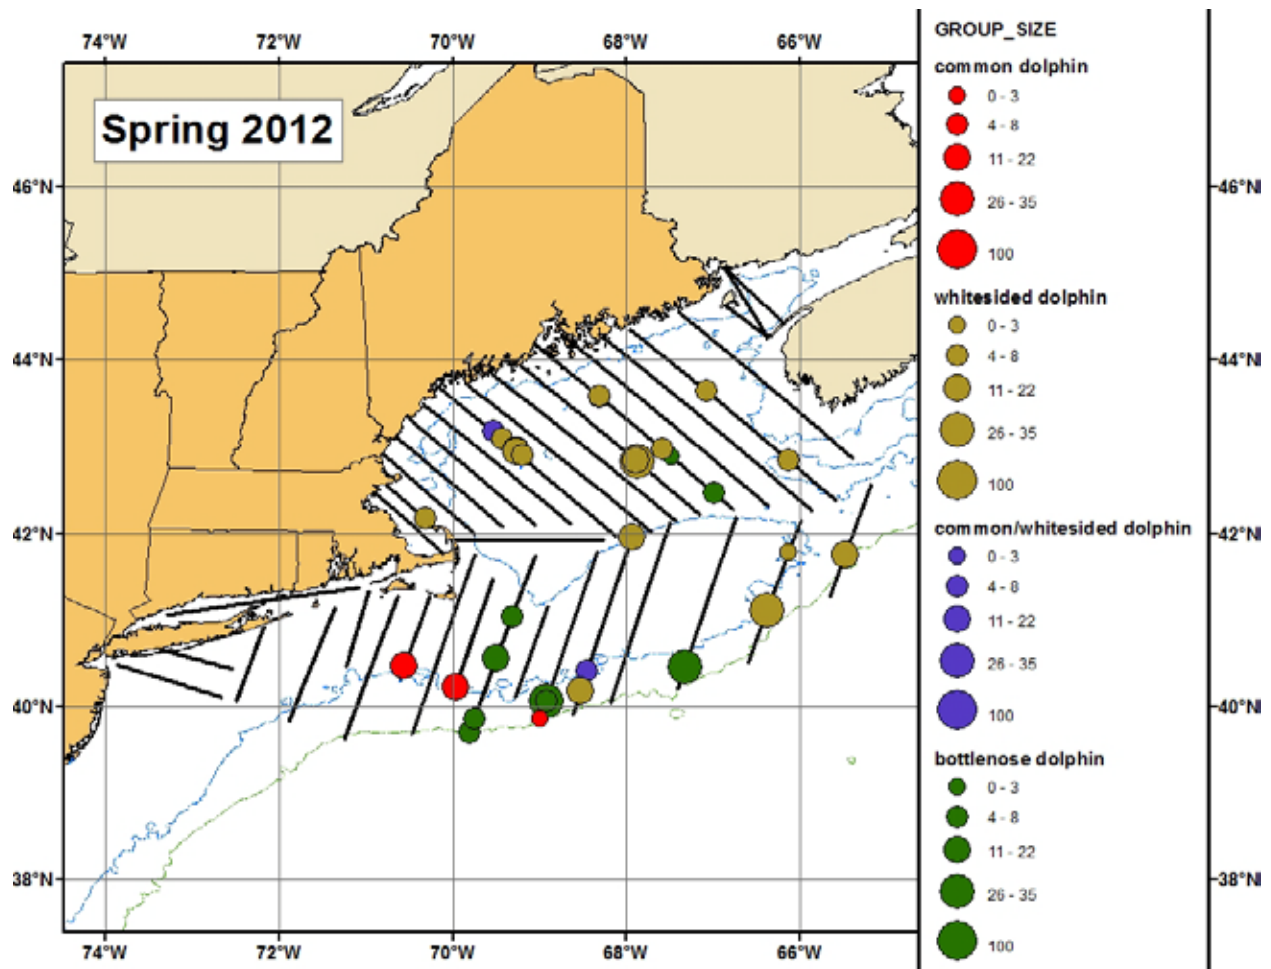 74°W 72°W 70°W 68°W 66°W
Spring 2012
46°N
44°N
42°N
40°N
38°N
74°W 72°W 70°W 68°W 66°W
GROUP_SIZE
common dolphin
0 - 3
4 - 8
11 - 22
26 - 35
100
whitesided dolphin
0 - 3
4 - 8
11 - 22
26 - 35
100
common/whitesided dolphin
0 - 3
4 - 8
11 - 22
26 - 35
100
bottlenose dolphin
0 - 3
4 - 8
11 - 22
26 - 35
100
46°N
44°N
42°N
40°N
38°N